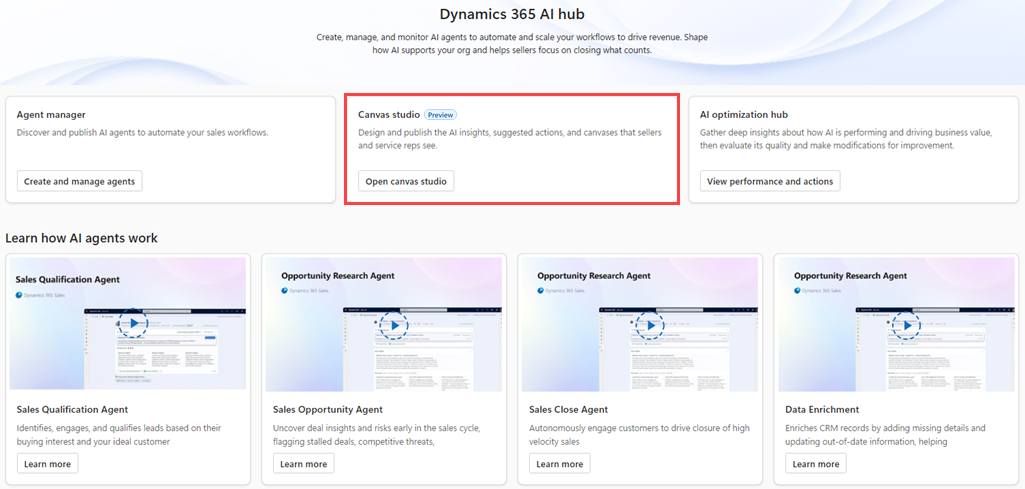 Dynamics 365 AI hub
Create, manage, and monitor AI agents to automate and scale your workflows to drive revenue. Shape
how AI supports your org and helps sellers focus on closing what counts.
Agent manager
Discover and publish AI agents to automate your sales workflows.
Create and manage agents
Canvas studio Preview
Design and publish the AI insights, suggested actions, and canvases that sellers
and service reps see.
Open canvas studio
AI optimization hub
Gather deep insights about how AI is performing and driving business value,
then evaluate its quality and make modifications for improvement.
View performance and actions
Learn how AI agents work
Sales Qualification Agent
Dynamics 365 Sales
Sales Qualification Agent
Identifies, engages, and qualifies leads based on their
buying interest and your ideal customer
Learn more
Opportunity Research Agent
Dynamics 365 Sales
Sales Opportunity Agent
Uncover deal insights and risks early in the sales cycle,
flagging stalled deals, competitive threats,
Learn more
Opportunity Research Agent
Dynamics 365 Sales
Sales Close Agent
Autonomously engage customers to drive closure of high
velocity sales
Learn more
Opportunity Research Agent
Dynamics 365 Sales
Data Enrichment
Enriches CRM records by adding missing details and
updating out-of-date information, helping
Learn more